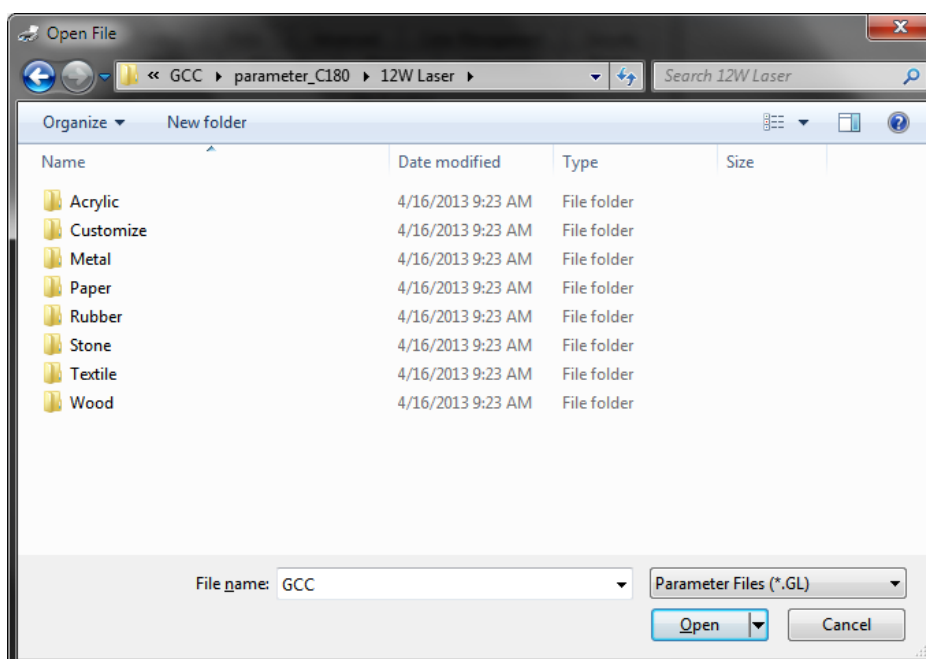 Open File
« GCC ▸ parameter_C180 ▸ 12W Laser ▸ Search 12W Laser
Organize ▾ New folder
Name Date modified Type Size
Acrylic 4/16/2013 9:23 AM File folder
Customize 4/16/2013 9:23 AM File folder
Metal 4/16/2013 9:23 AM File folder
Paper 4/16/2013 9:23 AM File folder
Rubber 4/16/2013 9:23 AM File folder
Stone 4/16/2013 9:23 AM File folder
Textile 4/16/2013 9:23 AM File folder
Wood 4/16/2013 9:23 AM File folder
File name: GCC Parameter Files (*.GL)
Open Cancel